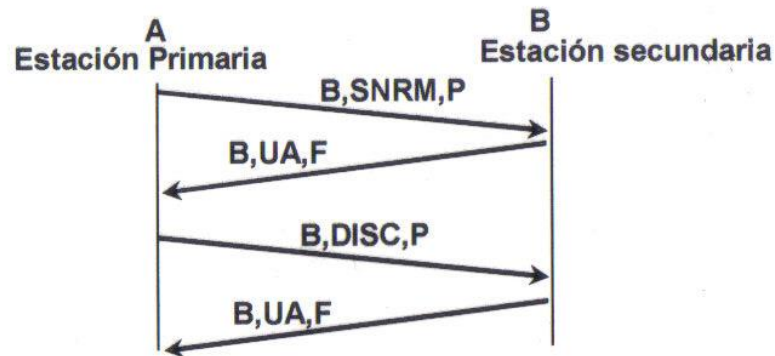 A
Estación Primaria
B
Estación secundaria
B,SNRM,P
B,UA,F
B,DISC,P
B,UA,F